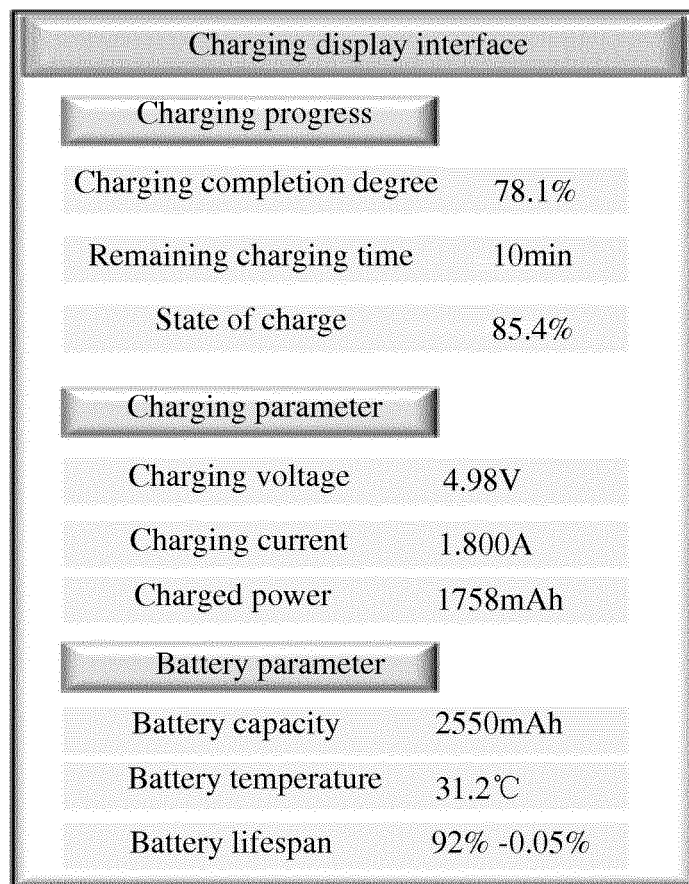 Charging display interface
Charging progress
Charging completion degree 78.1%
Remaining charging time 10min
State of charge 85.4%
Charging parameter
Charging voltage 4.98V
Charging current 1.800A
Charged power 1758mAh
Battery parameter
Battery capacity 2550mAh
Battery temperature 31.2℃
Battery lifespan 92% -0.05%